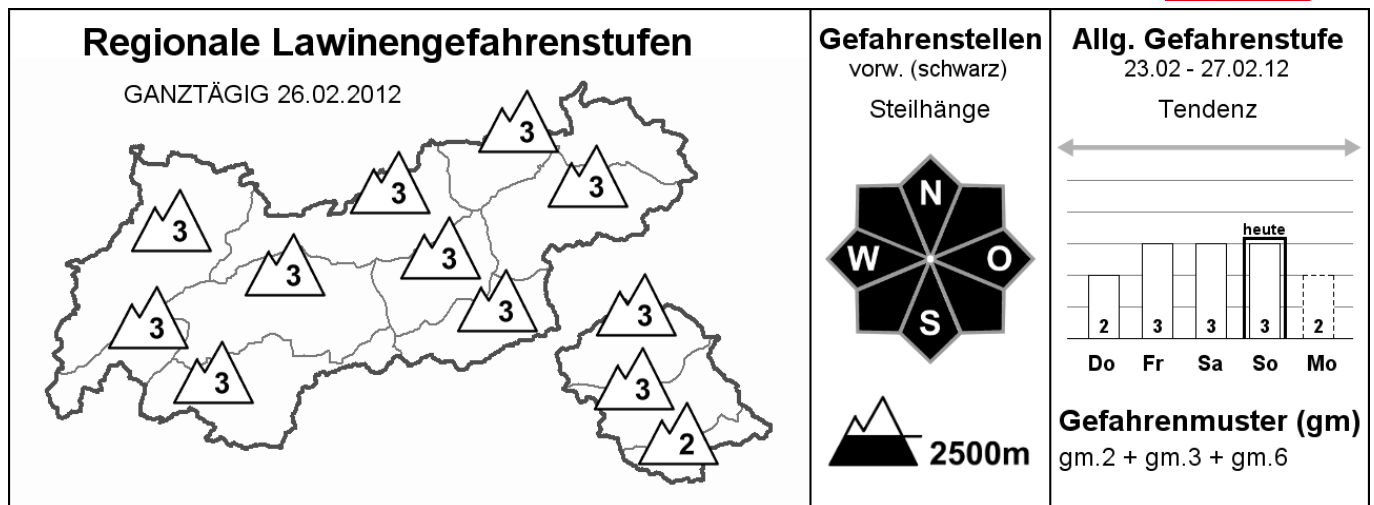 Regionale Lawinengefahrenstufen
GANZTÄGIG 26.02.2012
3
3
3
3
3
3
3
3
3
3
3
3
2
Gefahrenstellen
vorw. (schwarz)
Steilhänge
N
W
O
S
2500m
Allg. Gefahrenstufe
23.02 - 27.02.12
Tendenz
heute
2 3 3 3 2
Do Fr Sa So Mo
Gefahrenmuster (gm)
gm.2 + gm.3 + gm.6